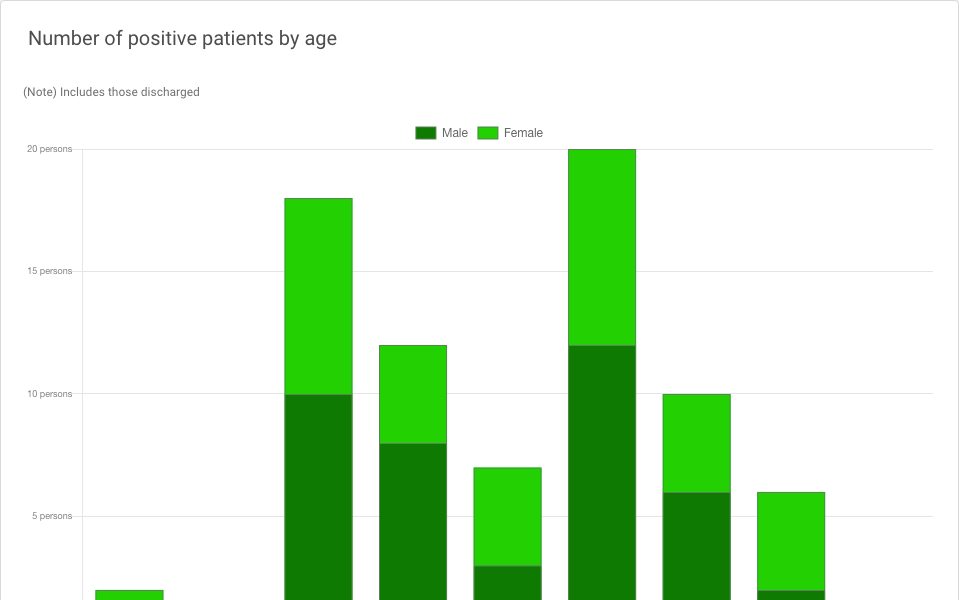 Number of positive patients by age
(Note) Includes those discharged
Male Female
20 persons
15 persons
10 persons
5 persons